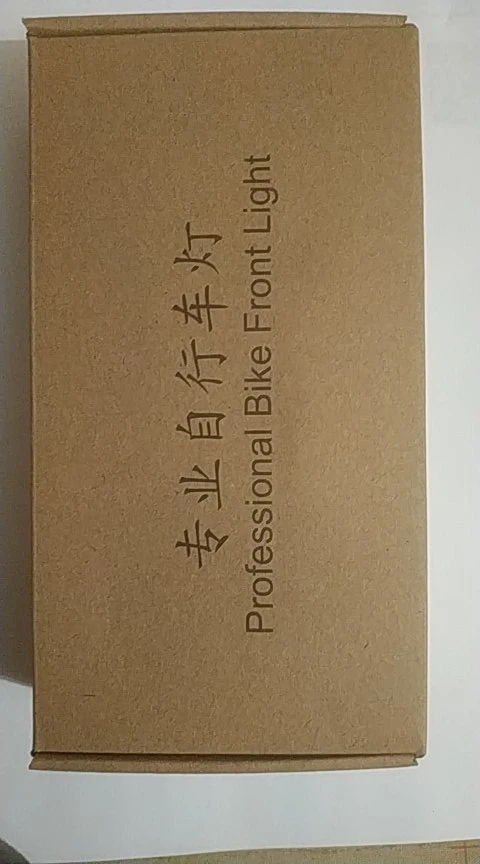 专业自行车灯
Professional Bike Front Light